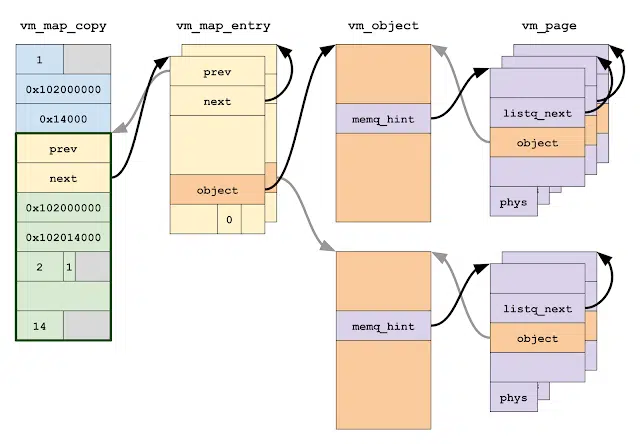 vm_map_copy
vm_map_entry
vm_object
vm_page
1
0x102000000
0x14000
prev
next
0x102000000
0x102014000
2 1
14
prev
next
object
0
memq_hint
listq_next
object
phys
memq_hint
listq_next
object
phys